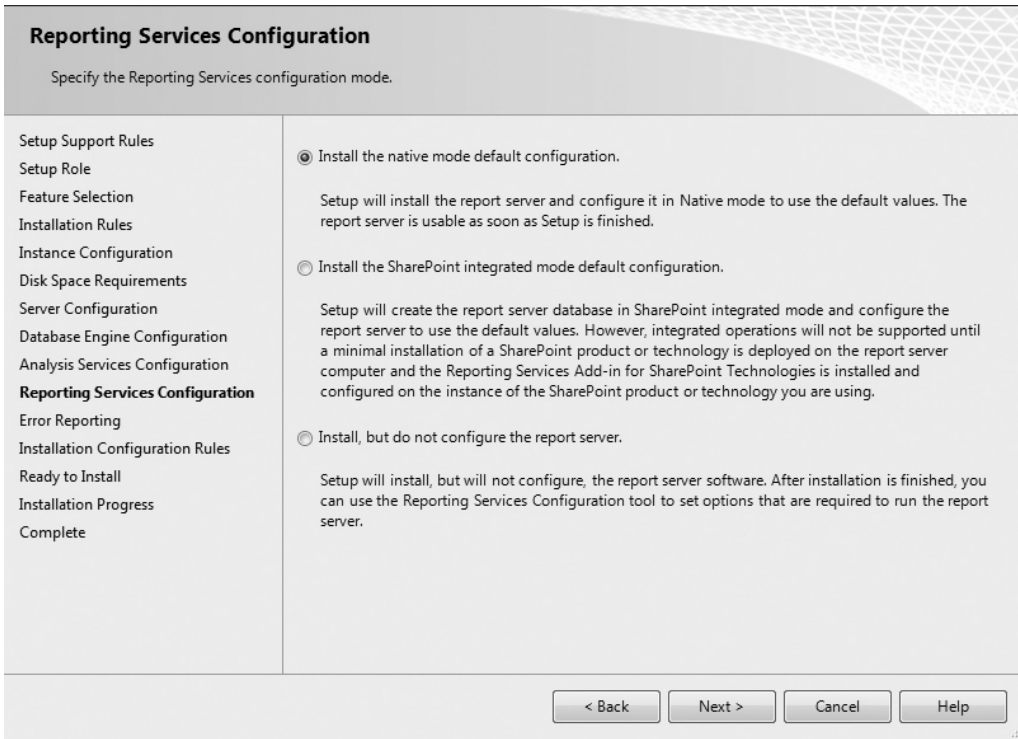 Reporting Services Configuration
Specify the Reporting Services configuration mode.
Setup Support Rules
Setup Role
Feature Selection
Installation Rules
Instance Configuration
Disk Space Requirements
Server Configuration
Database Engine Configuration
Analysis Services Configuration
Reporting Services Configuration
Error Reporting
Installation Configuration Rules
Ready to Install
Installation Progress
Complete
Install the native mode default configuration.
Setup will install the report server and configure it in Native mode to use the default values. The
report server is usable as soon as Setup is finished.
Install the SharePoint integrated mode default configuration.
Setup will create the report server database in SharePoint integrated mode and configure the
report server to use the default values. However, integrated operations will not be supported until
a minimal installation of a SharePoint product or technology is deployed on the report server
computer and the Reporting Services Add-in for SharePoint Technologies is installed and
configured on the instance of the SharePoint product or technology you are using.
Install, but do not configure the report server.
Setup will install, but will not configure, the report server software. After installation is finished, you
can use the Reporting Services Configuration tool to set options that are required to run the report
server.
< Back
Next >
Cancel
Help